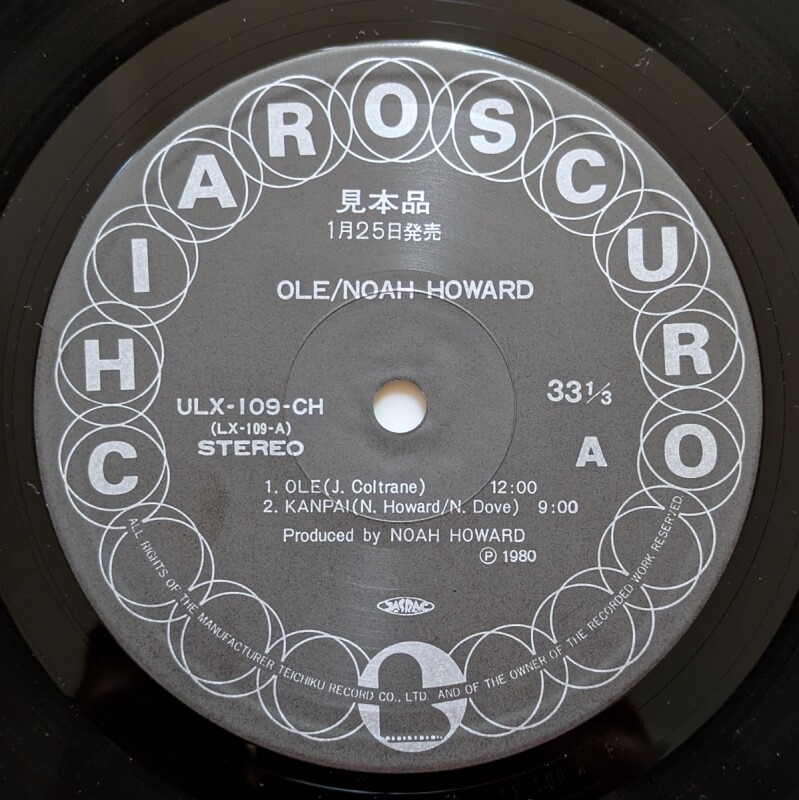 CHIAROSCURO
見本品
1月25日発売
OLE/NOAH HOWARD
ULX-109-CH
(LX-109-A)
STEREO
33 1/3
A
1. OLE(J. Coltrane) 12:00
2. KANPAI(N. Howard/N. Dove) 9:00
Produced by NOAH HOWARD
Ⓟ 1980
JASRAC
ALL RIGHTS OF THE MANUFACTURER TEICHIKU RECORD CO., LTD. AND OF THE OWNER OF THE RECORDED WORK RESERVED.